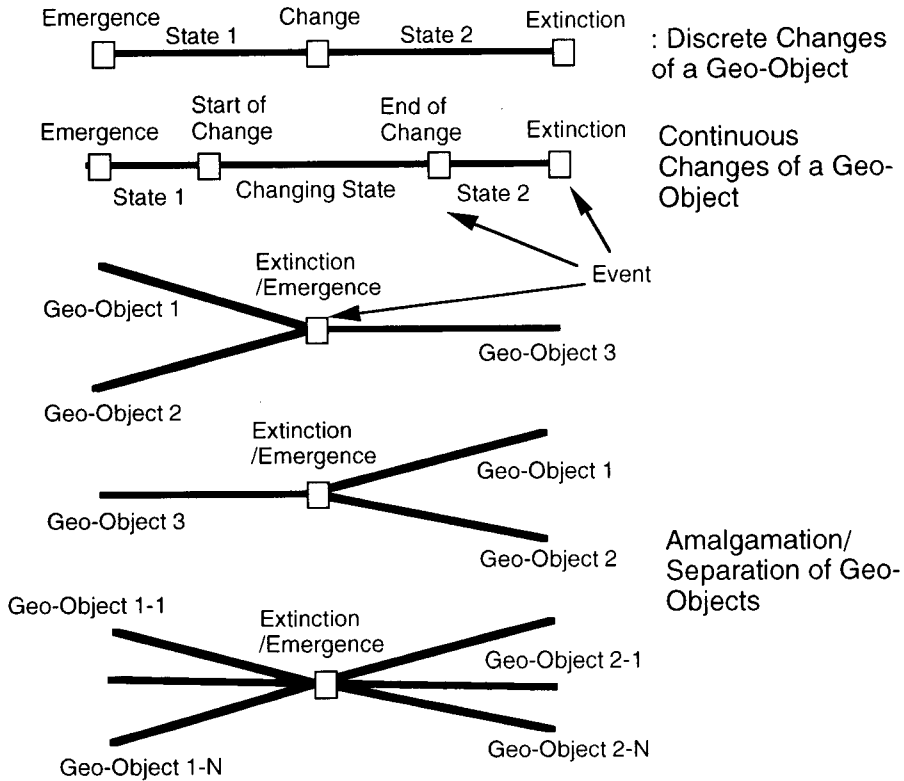 Emergence
State 1
Change
State 2
Extinction
: Discrete Changes
of a Geo-Object
Emergence
Start of
Change
End of
Change
Extinction
State 1
Changing State
State 2
Continuous
Changes of a Geo-
Object
Event
Extinction
/Emergence
Geo-Object 1
Geo-Object 2
Geo-Object 3
Extinction
/Emergence
Geo-Object 3
Geo-Object 1
Geo-Object 2
Amalgamation/
Separation of Geo-
Objects
Geo-Object 1-1
Extinction
/Emergence
Geo-Object 2-1
Geo-Object 1-N
Geo-Object 2-N